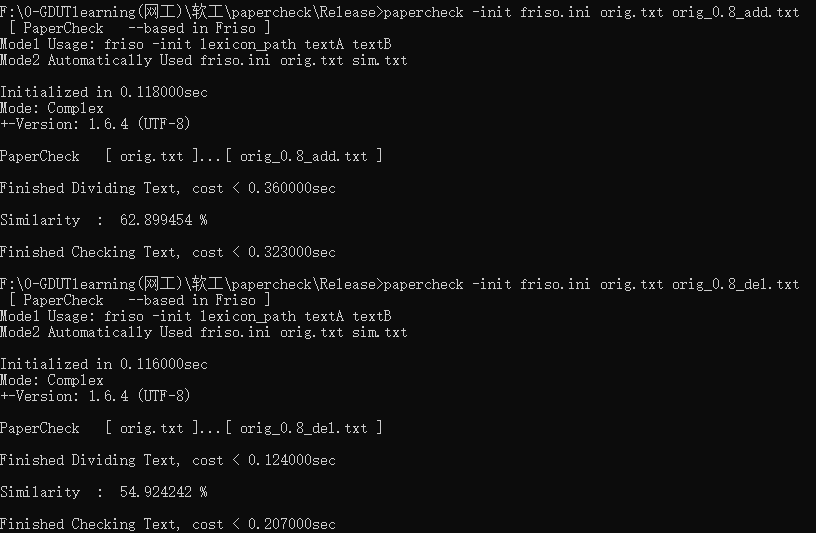 F:\0-GDUTlearning(网工)\软工\papercheck\Release>papercheck -init friso.ini orig.txt orig_0.8_add.txt
[ PaperCheck   --based in Friso ]
Mode1 Usage: friso -init lexicon_path textA textB
Mode2 Automatically Used friso.ini orig.txt sim.txt
Initialized in 0.118000sec
Mode: Complex
+-Version: 1.6.4 (UTF-8)
PaperCheck   [ orig.txt ]...[ orig_0.8_add.txt ]
Finished Dividing Text, cost < 0.360000sec
Similarity  :  62.899454 %
Finished Checking Text, cost < 0.323000sec
F:\0-GDUTlearning(网工)\软工\papercheck\Release>papercheck -init friso.ini orig.txt orig_0.8_del.txt
[ PaperCheck   --based in Friso ]
Mode1 Usage: friso -init lexicon_path textA textB
Mode2 Automatically Used friso.ini orig.txt sim.txt
Initialized in 0.116000sec
Mode: Complex
+-Version: 1.6.4 (UTF-8)
PaperCheck   [ orig.txt ]...[ orig_0.8_del.txt ]
Finished Dividing Text, cost < 0.124000sec
Similarity  :  54.924242 %
Finished Checking Text, cost < 0.207000sec